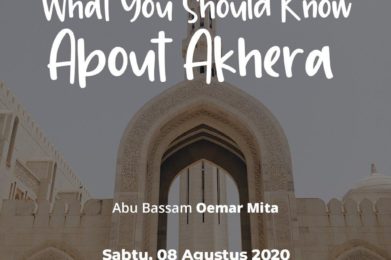 What You Should Know
About Akhera
Abu Bassam Oemar Mita
Sabtu, 08 Agustus 2020